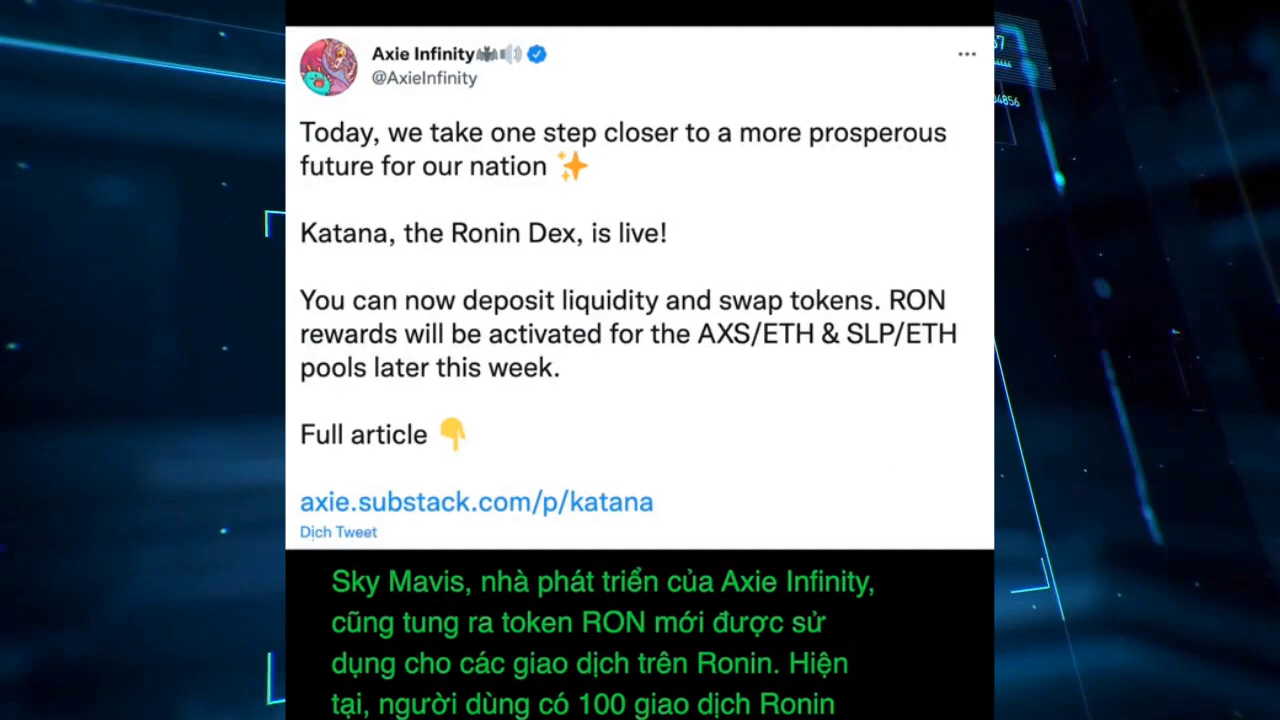 Axie Infinity🦇🔊
@AxieInfinity
Today, we take one step closer to a more prosperous
future for our nation ✨
Katana, the Ronin Dex, is live!
You can now deposit liquidity and swap tokens. RON
rewards will be activated for the AXS/ETH & SLP/ETH
pools later this week.
Full article 👇
axie.substack.com/p/katana
Dịch Tweet
Sky Mavis, nhà phát triển của Axie Infinity,
cũng tung ra token RON mới được sử
dụng cho các giao dịch trên Ronin. Hiện
tại, người dùng có 100 giao dịch Ronin